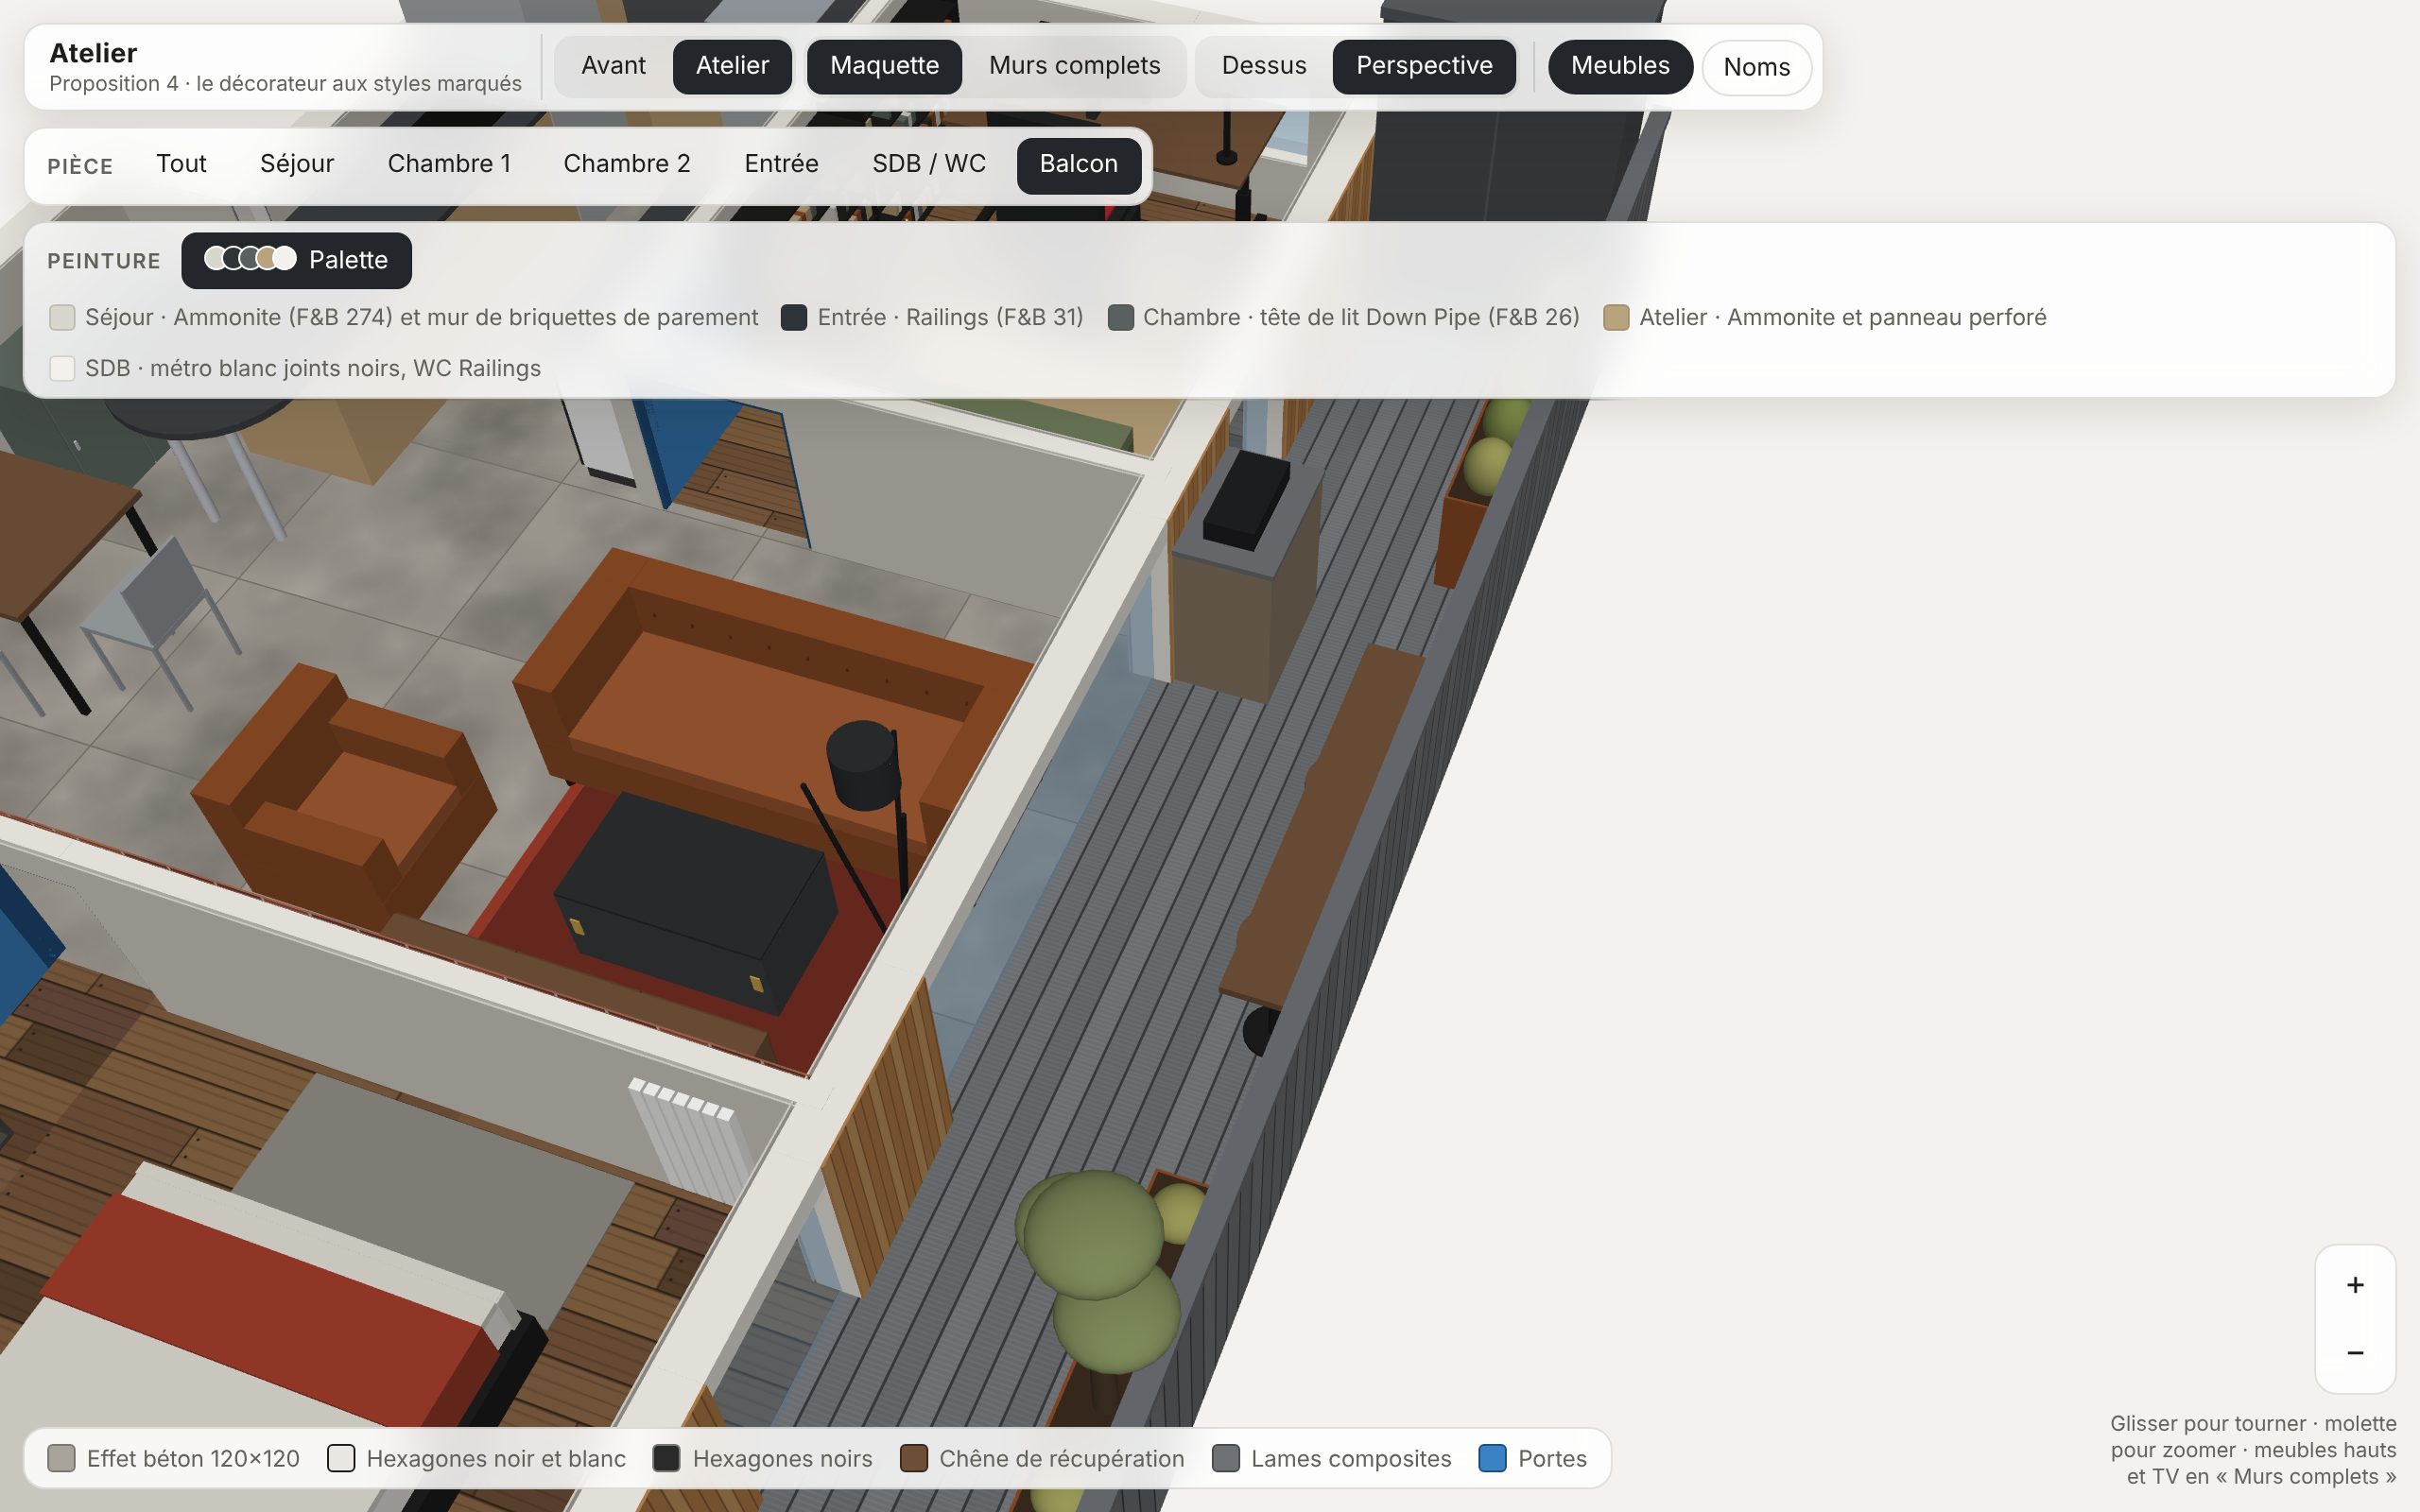 Atelier
Proposition 4 · le décorateur aux styles marqués
Avant Atelier Maquette Murs complets Dessus Perspective Meubles Noms
PIÈCE Tout Séjour Chambre 1 Chambre 2 Entrée SDB / WC Balcon
PEINTURE Palette
Séjour · Ammonite (F&B 274) et mur de briquettes de parement Entrée · Railings (F&B 31) Chambre · tête de lit Down Pipe (F&B 26) Atelier · Ammonite et panneau perforé
SDB · métro blanc joints noirs, WC Railings
+
−
Glisser pour tourner · molette
pour zoomer · meubles hauts
et TV en « Murs complets »
Effet béton 120×120 Hexagones noir et blanc Hexagones noirs Chêne de récupération Lames composites Portes